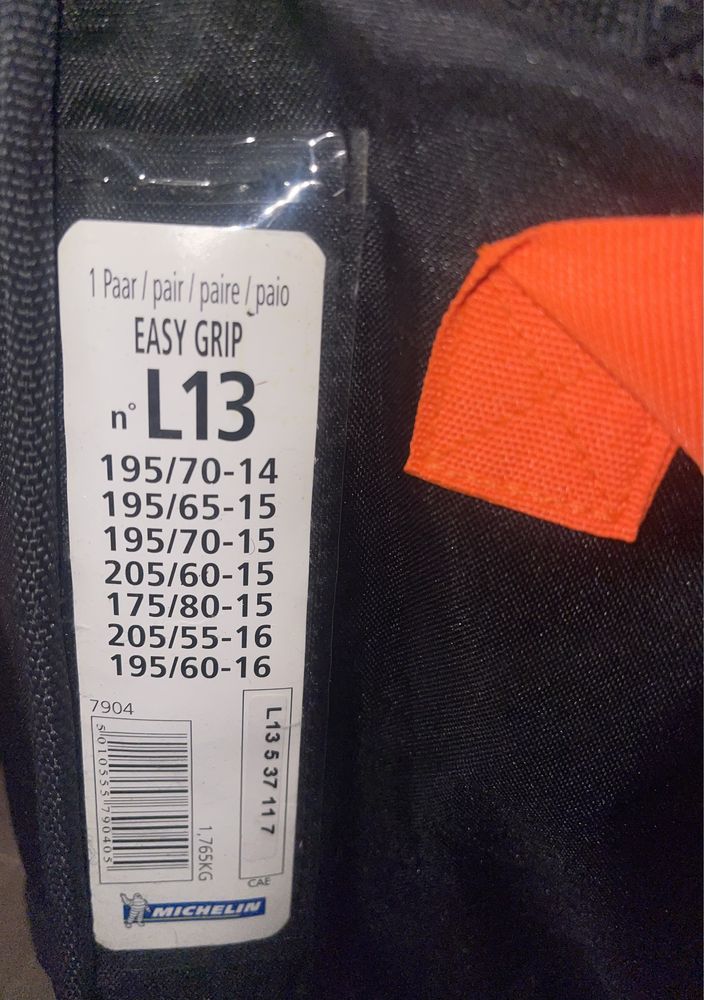 1 Paar / pair / paire / paio
EASY GRIP
n° L13
195/70-14
195/65-15
195/70-15
205/60-15
175/80-15
205/55-16
195/60-16
7904
5010555790405
1,765KG
L13 5 37 11 7
CAE
MICHELIN